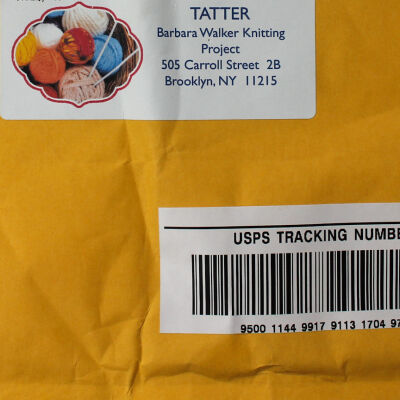 TATTER
Barbara Walker Knitting
Project
505 Carroll Street 2B
Brooklyn, NY 11215
USPS TRACKING NUMBE
9500 1144 9917 9113 1704 97